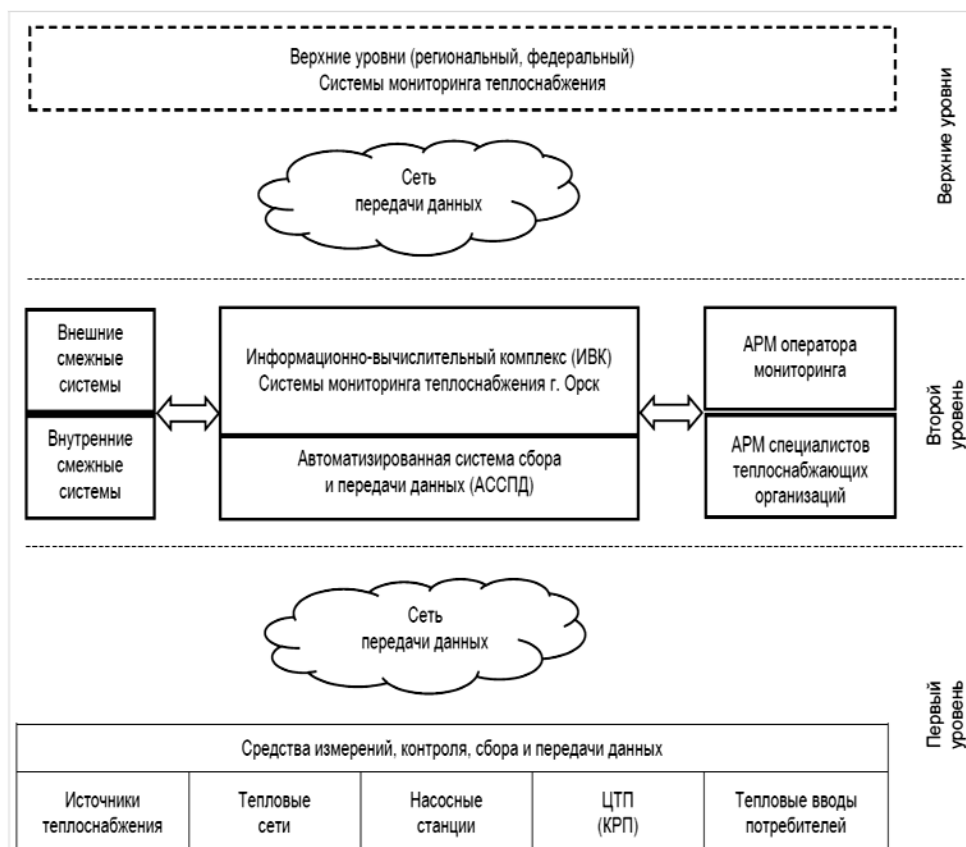 Верхние уровни (региональный, федеральный)
Системы мониторинга теплоснабжения
Сеть
передачи данных
Верхние уровни
Внешние
смежные
системы
Внутренние
смежные
системы
Информационно-вычислительный комплекс (ИВК)
Системы мониторинга теплоснабжения г. Орск
Автоматизированная система сбора
и передачи данных (АССПД)
АРМ оператора
мониторинга
АРМ специалистов
теплоснабжающих
организаций
Второй
уровень
Сеть
передачи данных
Первый
уровень
Средства измерений, контроля, сбора и передачи данных
Источники
теплоснабжения
Тепловые
сети
Насосные
станции
ЦТП
(КРП)
Тепловые вводы
потребителей